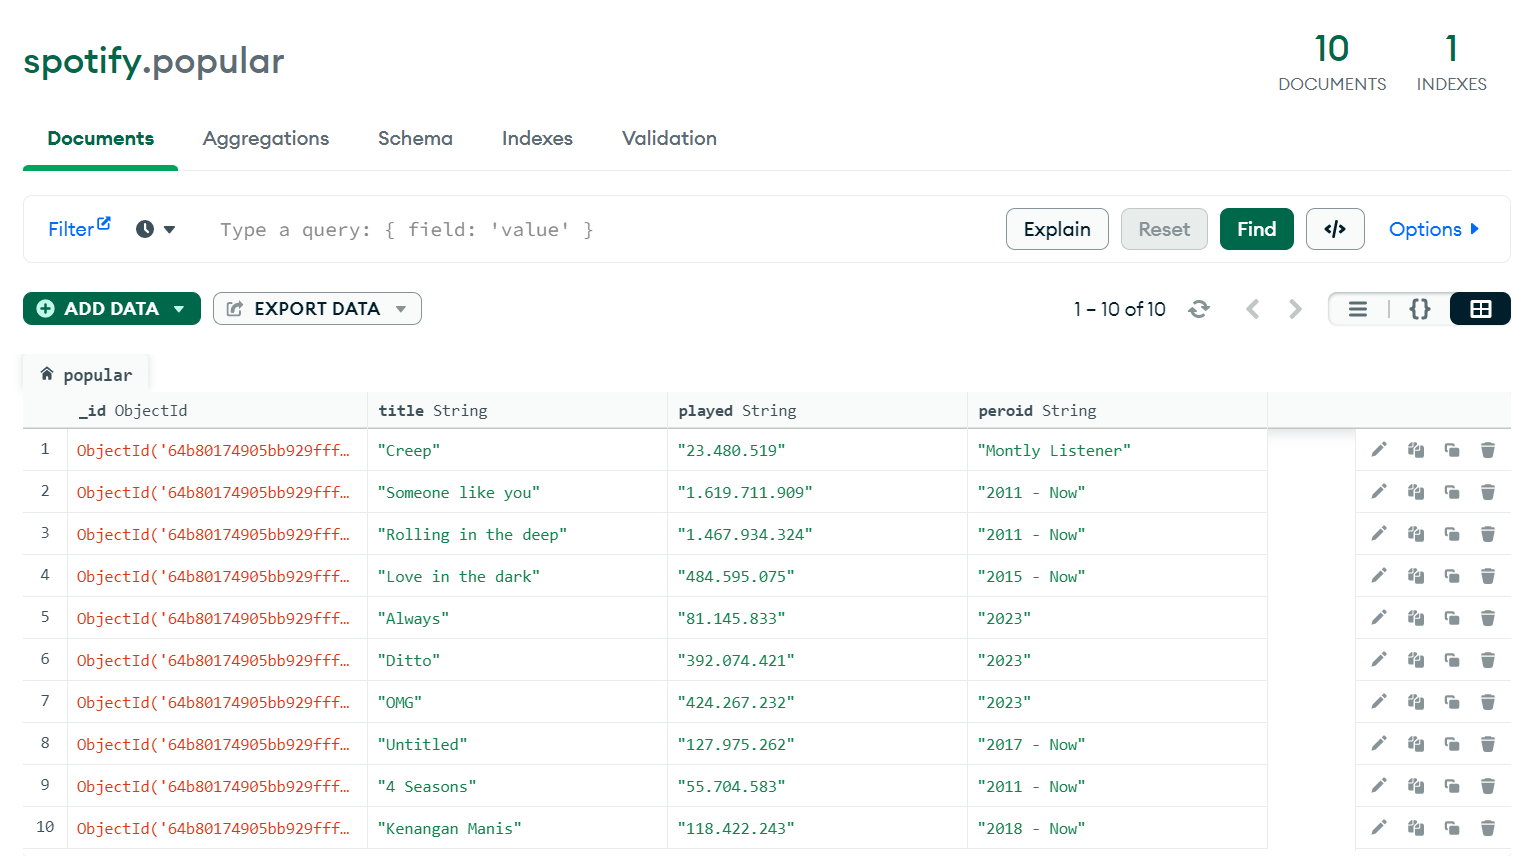 spotify.popular
10 1
DOCUMENTS INDEXES
Documents Aggregations Schema Indexes Validation
Filter Type a query: { field: 'value' } Explain Reset Find </> Options
ADD DATA EXPORT DATA 1 – 10 of 10 {}
popular
_id ObjectId title String played String peroid String
1 ObjectId('64b80174905bb929fff… "Creep" "23.480.519" "Montly Listener"
2 ObjectId('64b80174905bb929fff… "Someone like you" "1.619.711.909" "2011 - Now"
3 ObjectId('64b80174905bb929fff… "Rolling in the deep" "1.467.934.324" "2011 - Now"
4 ObjectId('64b80174905bb929fff… "Love in the dark" "484.595.075" "2015 - Now"
5 ObjectId('64b80174905bb929fff… "Always" "81.145.833" "2023"
6 ObjectId('64b80174905bb929fff… "Ditto" "392.074.421" "2023"
7 ObjectId('64b80174905bb929fff… "OMG" "424.267.232" "2023"
8 ObjectId('64b80174905bb929fff… "Untitled" "127.975.262" "2017 - Now"
9 ObjectId('64b80174905bb929fff… "4 Seasons" "55.704.583" "2011 - Now"
10 ObjectId('64b80174905bb929fff… "Kenangan Manis" "118.422.243" "2018 - Now"